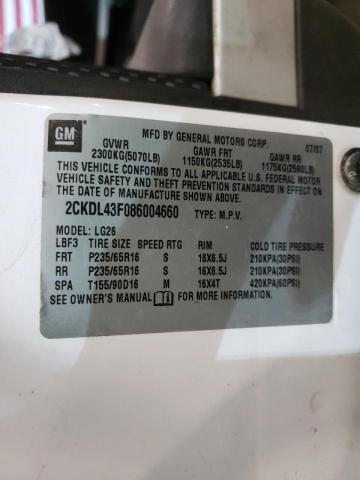 GM
MFD BY GENERAL MOTORS CORP. 07/07
GVWR GAWR FRT GAWR RR
2300KG(5070LB) 1150KG(2535LB) 1175KG(2590LB)
THIS VEHICLE CONFORMS TO ALL APPLICABLE U.S. FEDERAL MOTOR
VEHICLE SAFETY AND THEFT PREVENTION STANDARDS IN EFFECT ON
THE DATE OF MANUFACTURE SHOWN ABOVE.
2CKDL43F086004660 TYPE: M.P.V.
MODEL: LG26
LBF3 TIRE SIZE SPEED RTG RIM COLD TIRE PRESSURE
FRT P235/65R16 S 16X6.5J 210KPA(30PSI)
RR P235/65R16 S 16X6.5J 210KPA(30PSI)
SPA T155/90D16 M 16X4T 420KPA(60PSI)
SEE OWNER'S MANUAL FOR MORE INFORMATION.